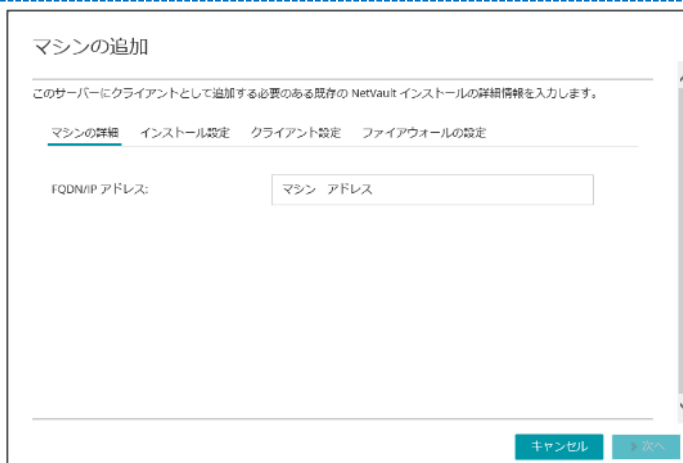 マシンの追加
このサーバーにクライアントとして追加する必要のある既存の NetVault インストールの詳細情報を入力します。
マシンの詳細 インストール設定 クライアント設定 ファイアウォールの設定
FQDN/IP アドレス: マシン アドレス
キャンセル 次へ